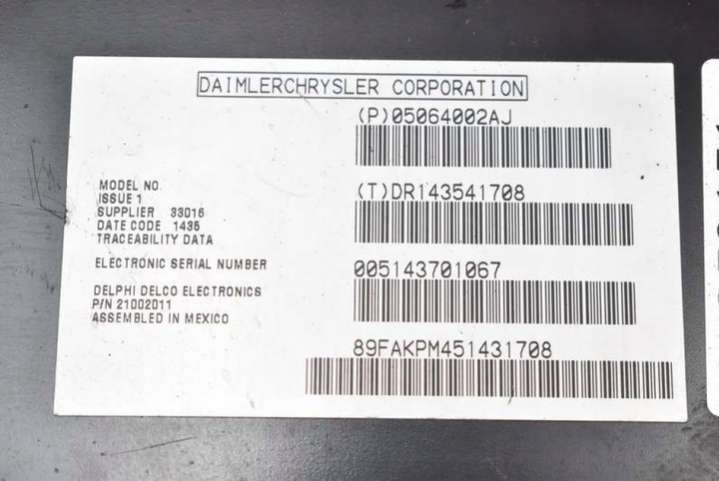 DAIMLERCHRYSLER CORPORATION
(P)05064002AJ
MODEL NO.
ISSUE 1
SUPPLIER 33016
DATE CODE 1435
TRACEABILITY DATA
(T)DR143541708
ELECTRONIC SERIAL NUMBER
005143701067
DELPHI DELCO ELECTRONICS
P/N 21002011
ASSEMBLED IN MEXICO
89FAKPM451431708